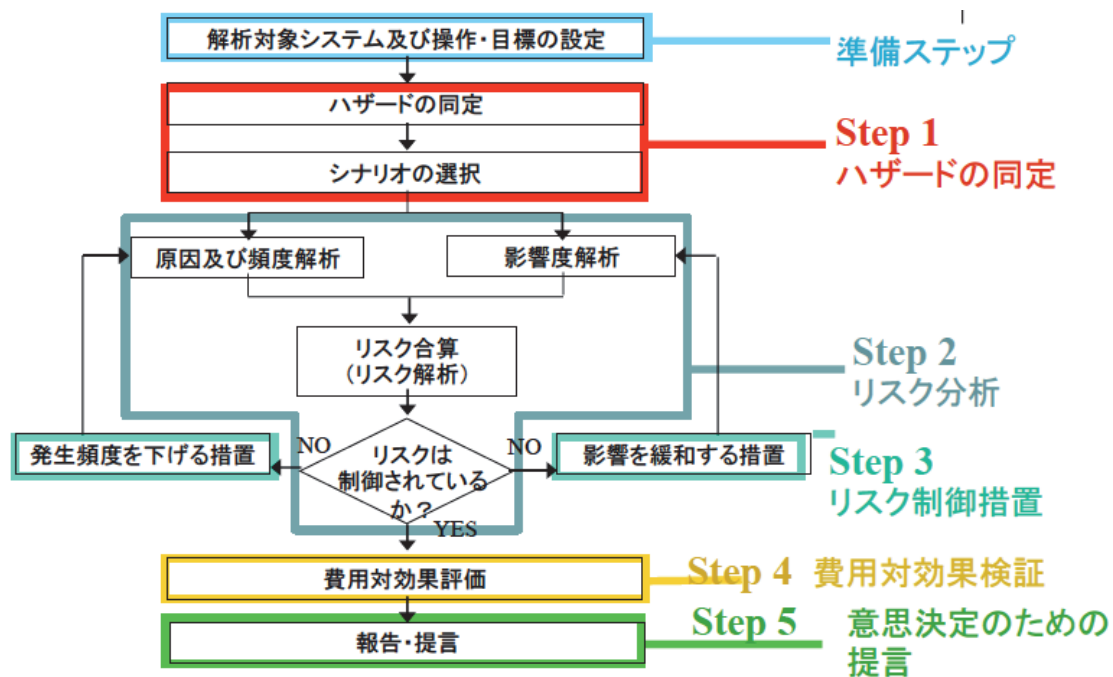 解析対象システム及び操作・目標の設定
準備ステップ
ハザードの同定
シナリオの選択
Step 1
ハザードの同定
原因及び頻度解析
影響度解析
リスク合算
（リスク解析）
Step 2
リスク分析
発生頻度を下げる措置
NO
リスクは
制御されている
か？
NO
影響を緩和する措置
Step 3
リスク制御措置
YES
費用対効果評価
Step 4 費用対効果検証
報告・提言
Step 5 意思決定のための
提言